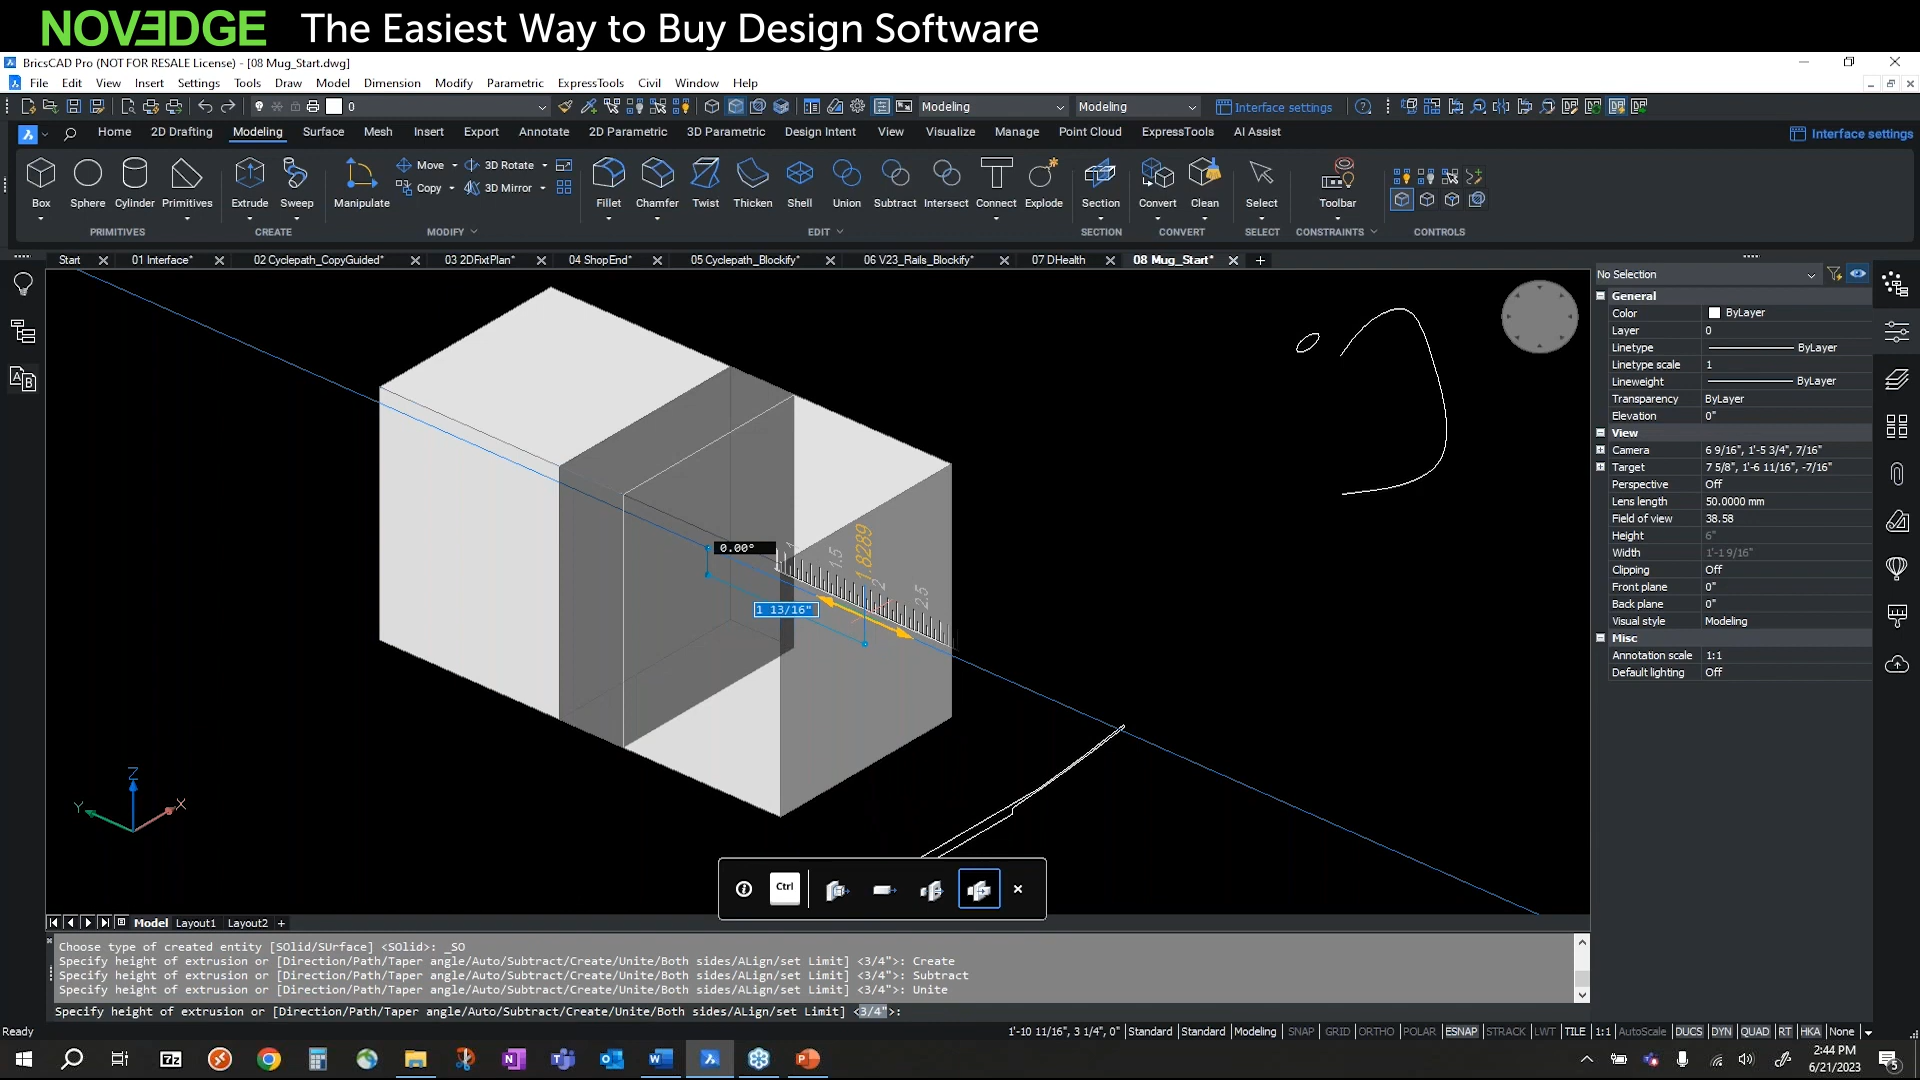 NOVEDGE The Easiest Way to Buy Design Software
BricsCAD Pro (NOT FOR RESALE License) - [08 Mug_Start.dwg]
File Edit View Insert Settings Tools Draw Model Dimension Modify Parametric ExpressTools Civil Window Help
0 Modeling Modeling Interface settings
Home 2D Drafting Modeling Surface Mesh Insert Export Annotate 2D Parametric 3D Parametric Design Intent View Visualize Manage Point Cloud ExpressTools AI Assist Interface settings
Move 3D Rotate
Copy 3D Mirror
Box Sphere Cylinder Primitives Extrude Sweep Manipulate Fillet Chamfer Twist Thicken Shell Union Subtract Intersect Connect Explode Section Convert Clean Select Toolbar
PRIMITIVES CREATE MODIFY EDIT SECTION CONVERT SELECT CONSTRAINTS CONTROLS
Start 01 Interface* 02 Cyclepath_CopyGuided* 03 2DFixtPlan* 04 ShopEnd* 05 Cyclepath_Blockify* 06 V23_Rails_Blockify* 07 DHealth 08 Mug_Start*
No Selection
General
Color ByLayer
Layer 0
Linetype ByLayer
Linetype scale 1
Lineweight ByLayer
Transparency ByLayer
Elevation 0"
View
Camera 6 9/16", 1'-5 3/4", 7/16"
Target 7 5/8", 1'-6 11/16", -7/16"
Perspective Off
Lens length 50.0000 mm
Field of view 38.58
Height 6"
Width 1'-1 9/16"
Clipping Off
Front plane 0"
Back plane 0"
Visual style Modeling
Misc
Annotation scale 1:1
Default lighting Off
0.00°
1 1.5 1.8289 2 2.5
1 13/16"
Z
Y X
Ctrl
Model Layout1 Layout2
Choose type of created entity [SOlid/SUrface] <SOlid>: _SO
Specify height of extrusion or [Direction/Path/Taper angle/Auto/Subtract/Create/Unite/Both sides/ALign/set Limit] <3/4">: Create
Specify height of extrusion or [Direction/Path/Taper angle/Auto/Subtract/Create/Unite/Both sides/ALign/set Limit] <3/4">: Subtract
Specify height of extrusion or [Direction/Path/Taper angle/Auto/Subtract/Create/Unite/Both sides/ALign/set Limit] <3/4">: Unite
Specify height of extrusion or [Direction/Path/Taper angle/Auto/Subtract/Create/Unite/Both sides/ALign/set Limit] <3/4">:
Ready 1'-10 11/16", 3 1/4", 0" Standard Standard Modeling SNAP GRID ORTHO POLAR ESNAP STRACK LWT TILE 1:1 AutoScale DUCS DYN QUAD RT HKA None
2:44 PM
6/21/2023
5